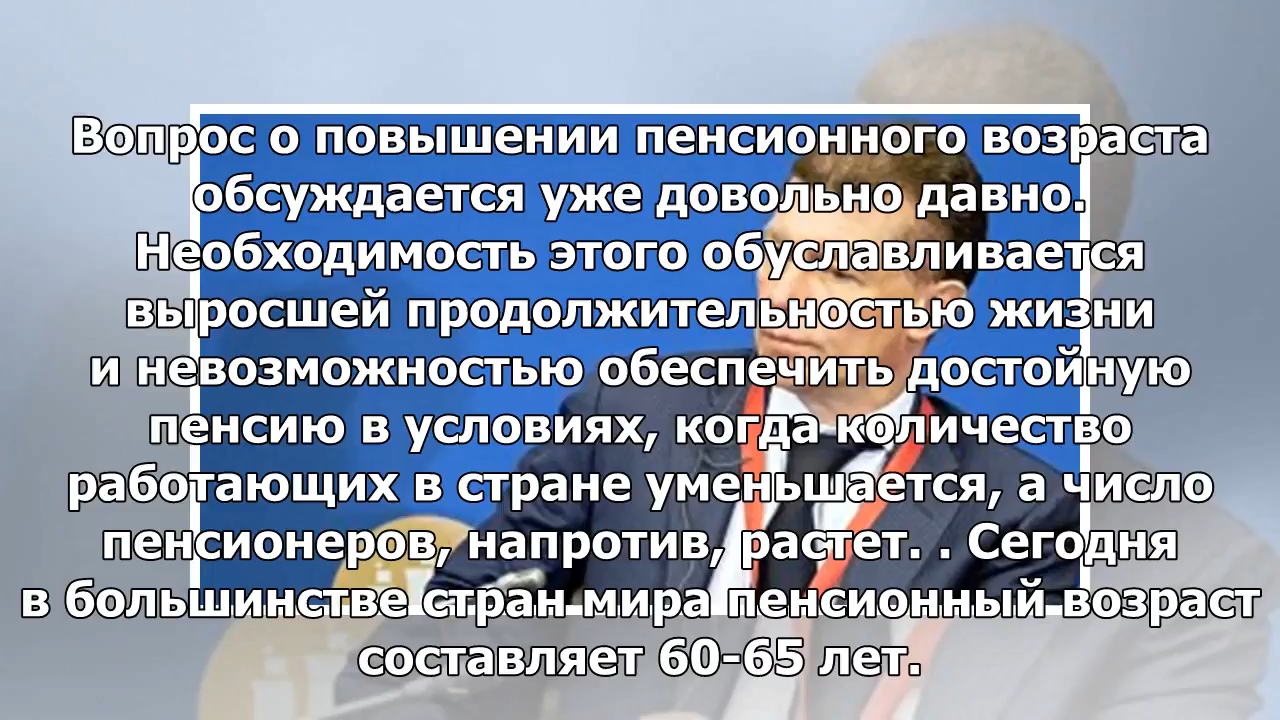 Вопрос о повышении пенсионного возраста
обсуждается уже довольно давно.
Необходимость этого обуславливается
выросшей продолжительностью жизни
и невозможностью обеспечить достойную
пенсию в условиях, когда количество
работающих в стране уменьшается, а число
пенсионеров, напротив, растет. . Сегодня
в большинстве стран мира пенсионный возраст
составляет 60-65 лет.